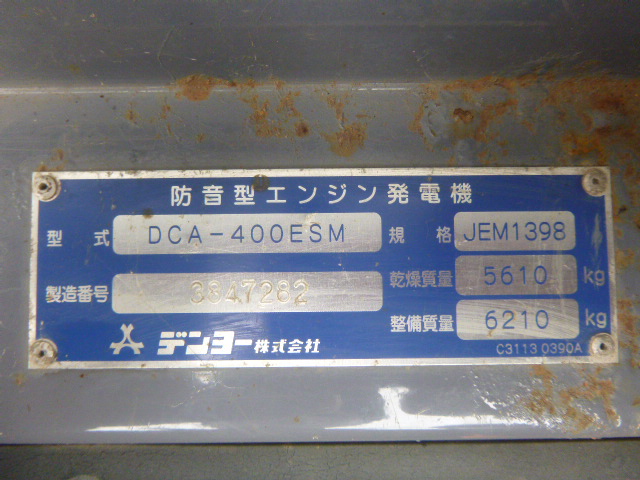 防音型エンジン発電機
型式 DCA-400ESM 規格 JEM1398
製造番号 3847282 乾燥質量 5610 kg
整備質量 6210 kg
デンヨー株式会社 C3113 0390A